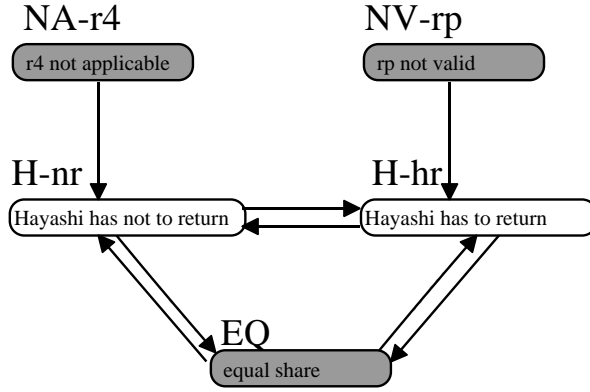 NA-r4
NV-rp
r4 not applicable
rp not valid
H-nr
H-hr
Hayashi has not to return
Hayashi has to return
EQ
equal share